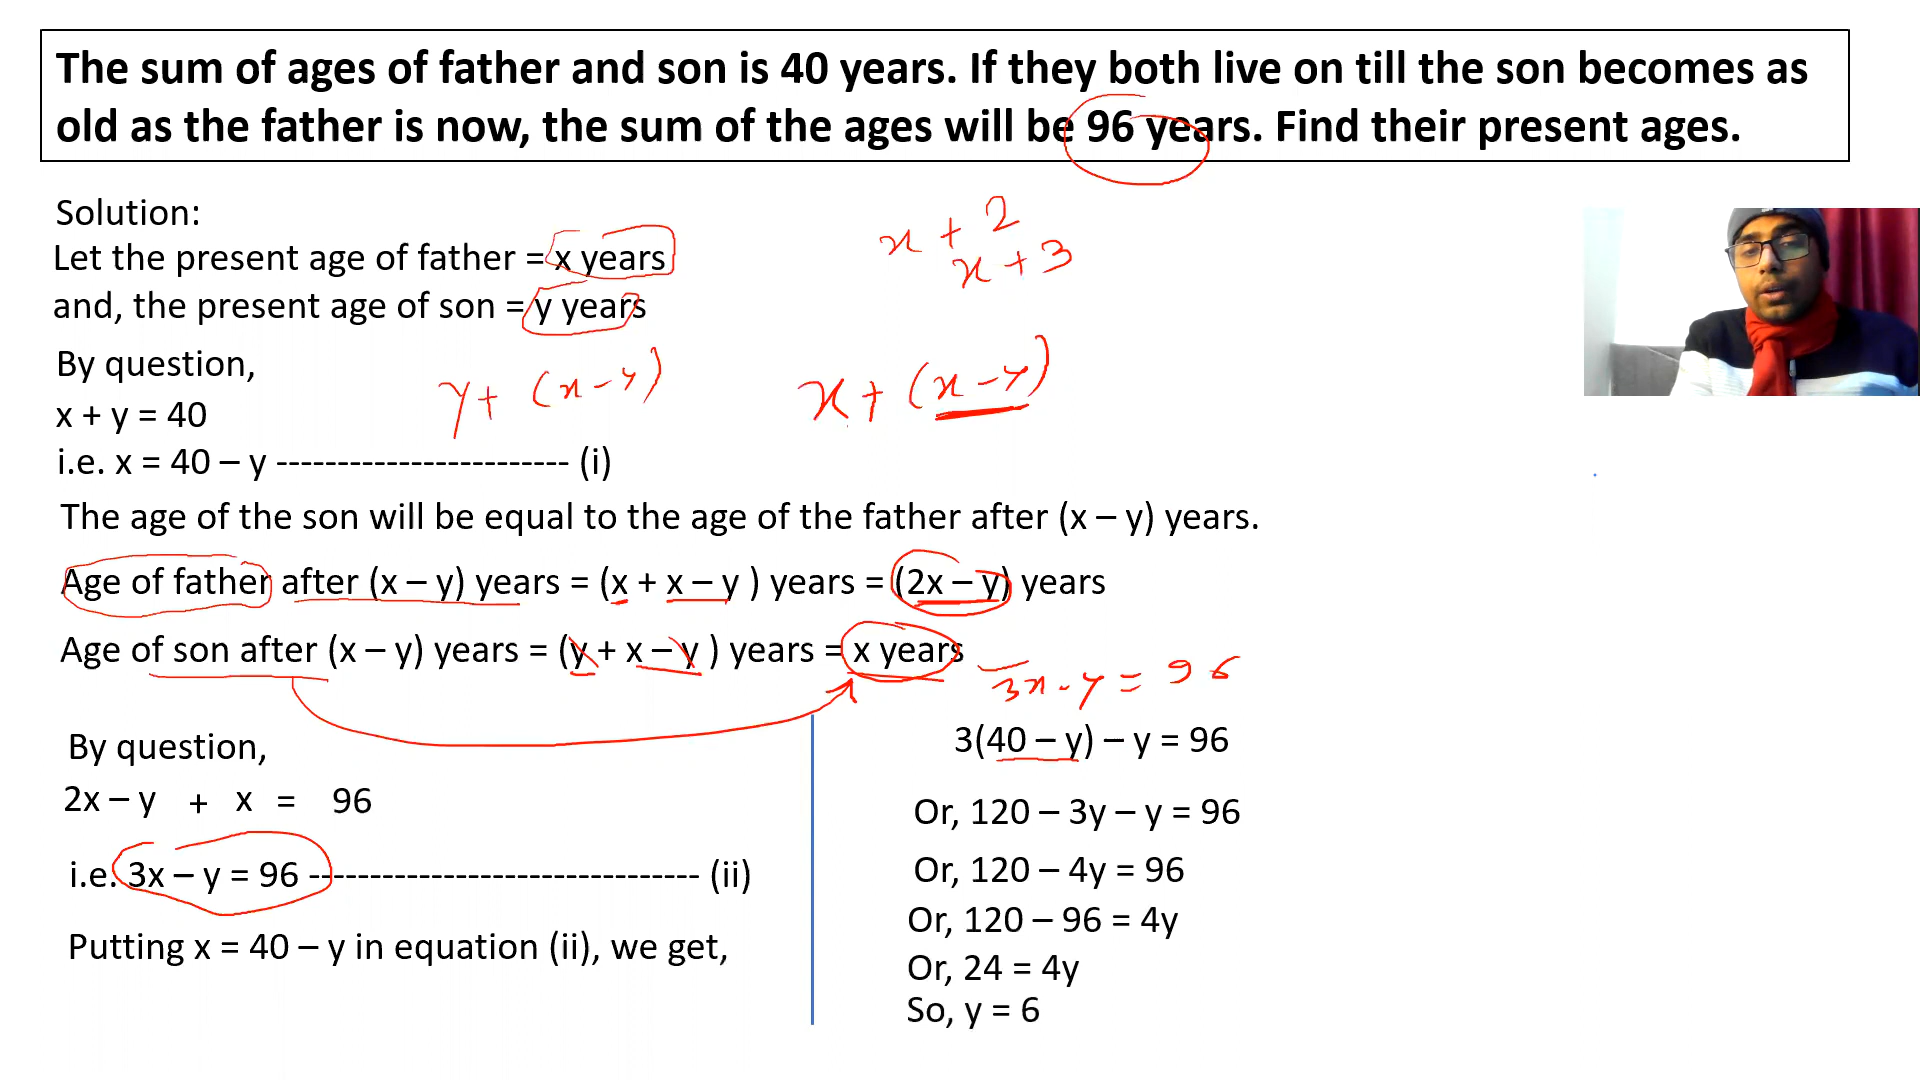 The sum of ages of father and son is 40 years. If they both live on till the son becomes as
old as the father is now, the sum of the ages will be 96 years. Find their present ages.
Solution:
x + 2
Let the present age of father = x years
x + 3
and, the present age of son = y years
By question,
y + (x - y)
x + (x - y)
x + y = 40
i.e. x = 40 – y ------------------------ (i)
The age of the son will be equal to the age of the father after (x – y) years.
Age of father after (x – y) years = (x + x – y ) years = (2x – y) years
Age of son after (x – y) years = (y + x – y ) years = x years
3x - y = 96
By question,
2x – y + x = 96
i.e. 3x – y = 96 -------------------------------- (ii)
Putting x = 40 – y in equation (ii), we get,
3(40 – y) – y = 96
Or, 120 – 3y – y = 96
Or, 120 – 4y = 96
Or, 120 – 96 = 4y
Or, 24 = 4y
So, y = 6